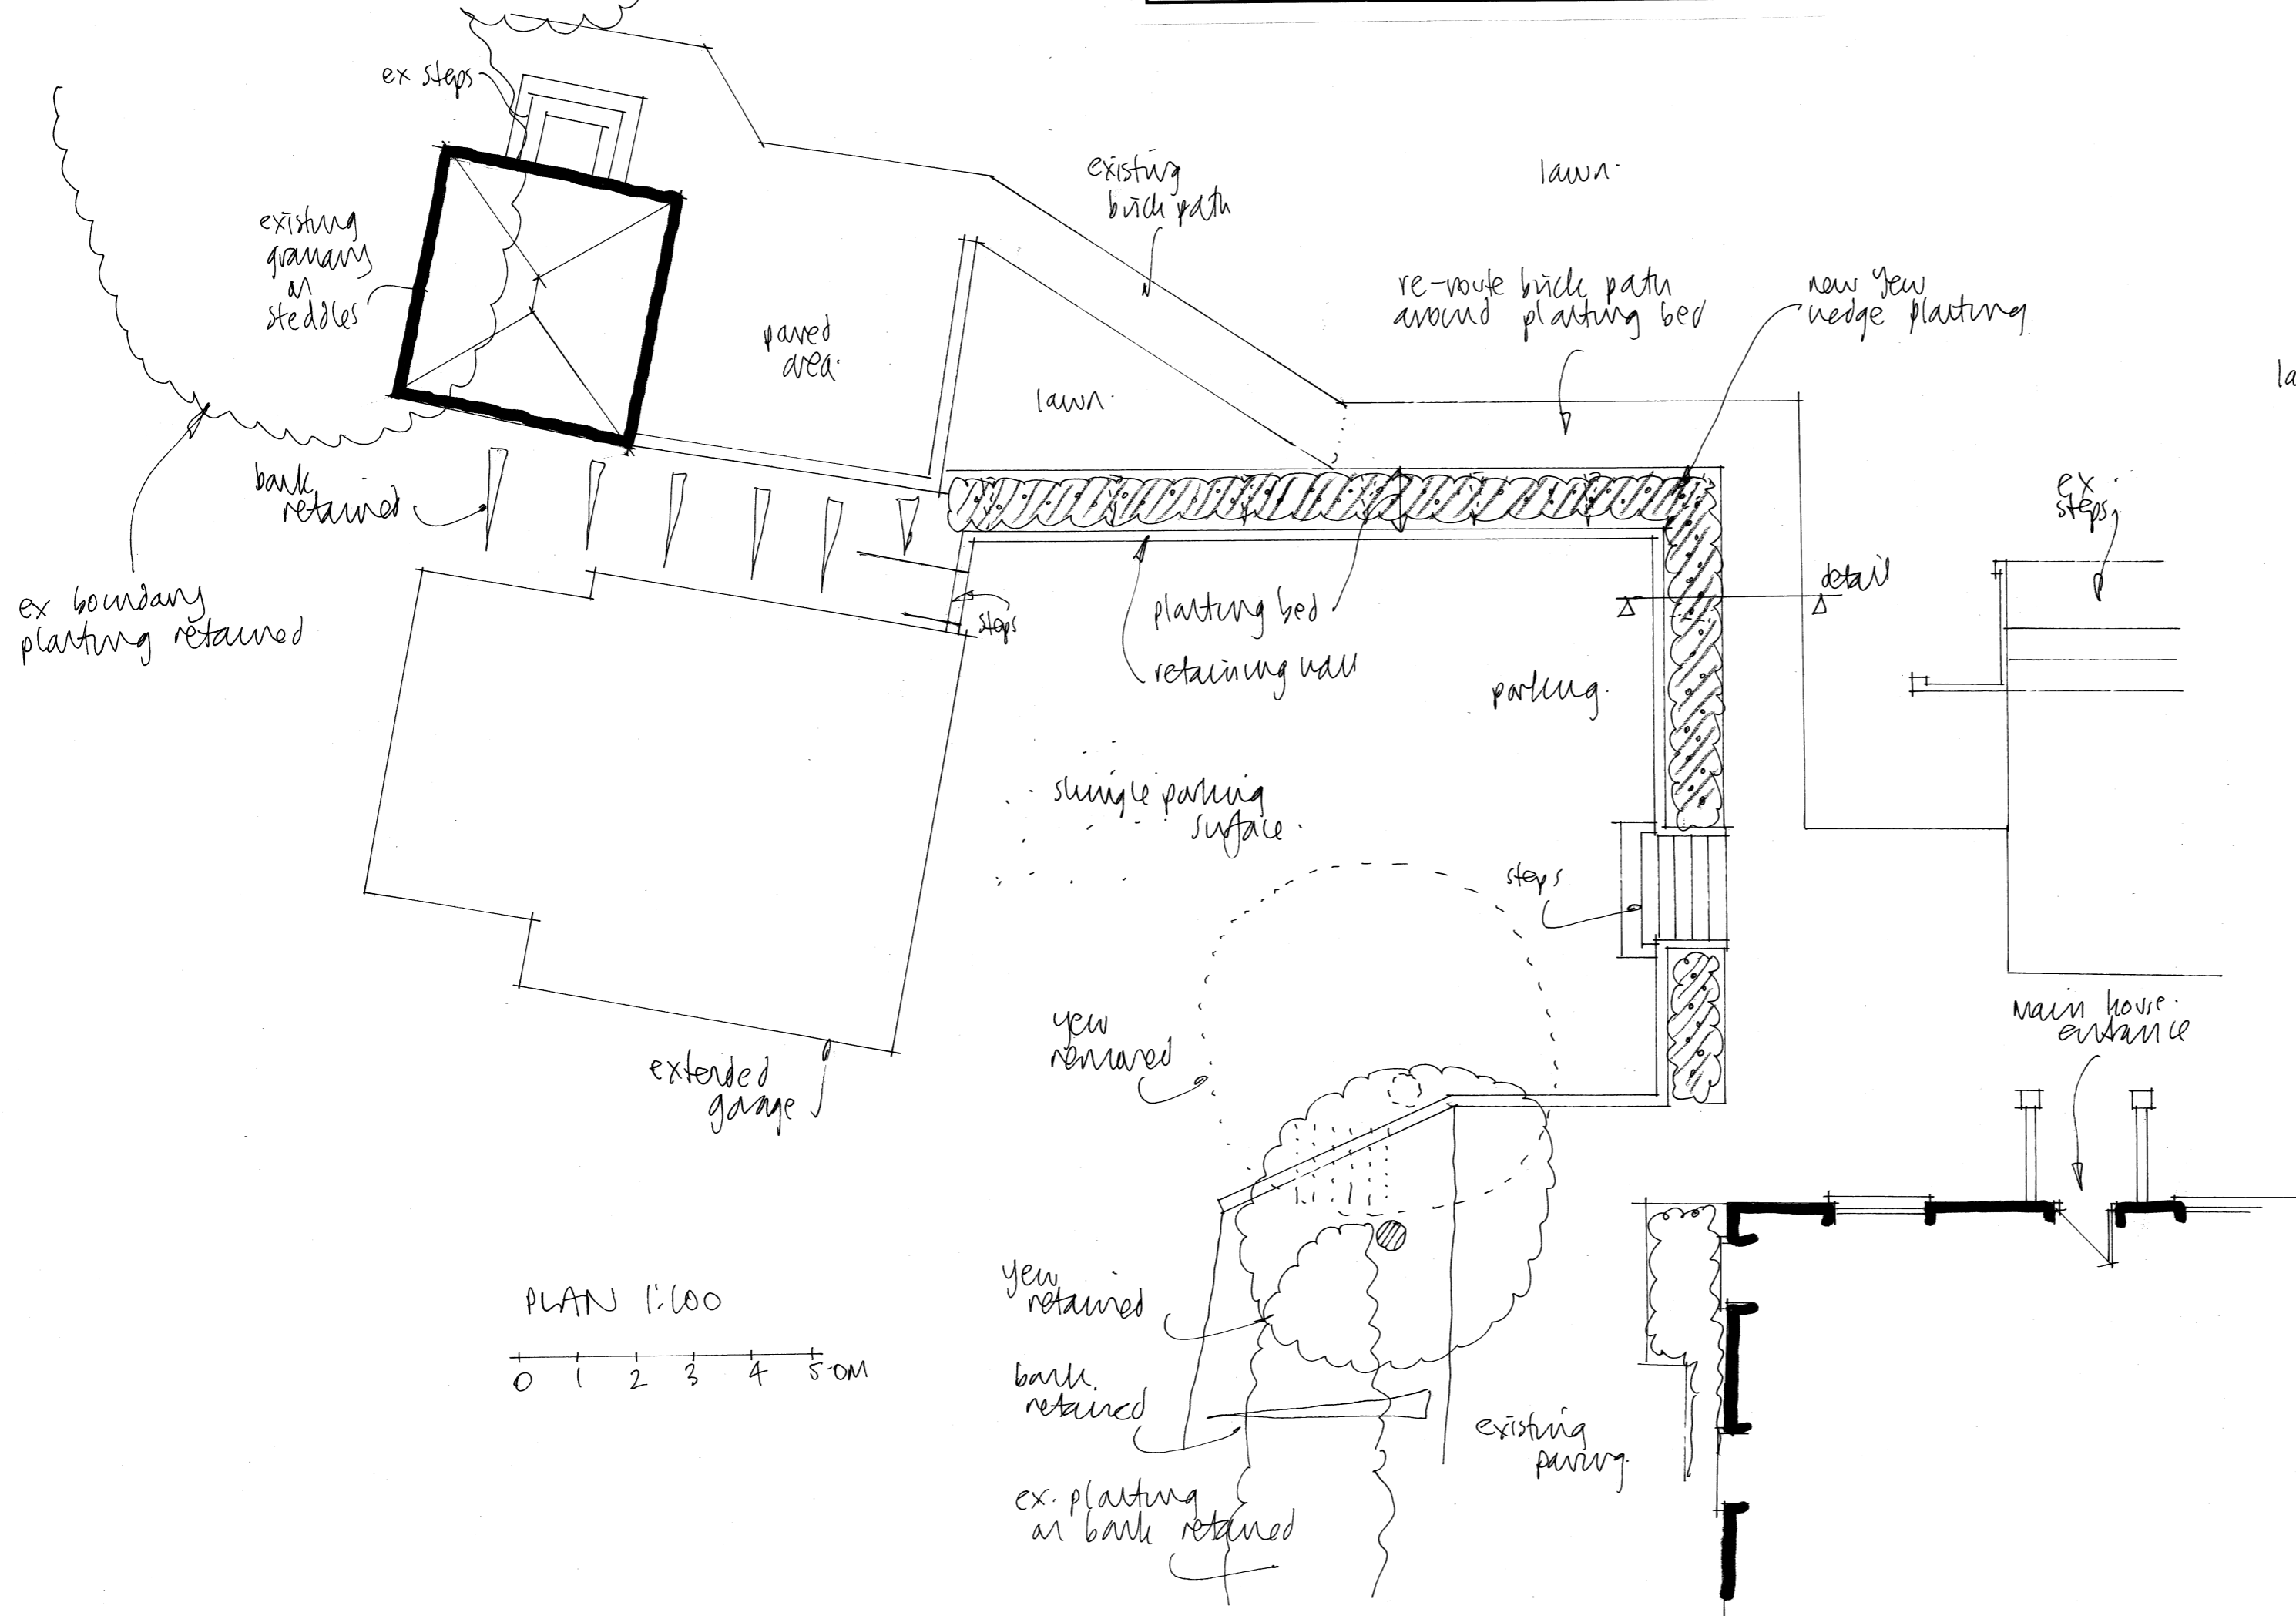 ex steps
existing
brick path
lawn.
existing
granary
on
steddles
paved
area.
lawn.
re-route brick path
around planting bed
new yew
hedge planting
la
bank
retained
ex.
steps.
ex boundary
planting retained
steps
planting bed
retaining wall
detail
parking.
shingle parking
surface.
steps.
yew
removed
extended
garage
main house.
entrance
PLAN 1:100
0 1 2 3 4 5.0M
yew
retained
bank.
retained
existing
paving.
ex. planting
on bank retained